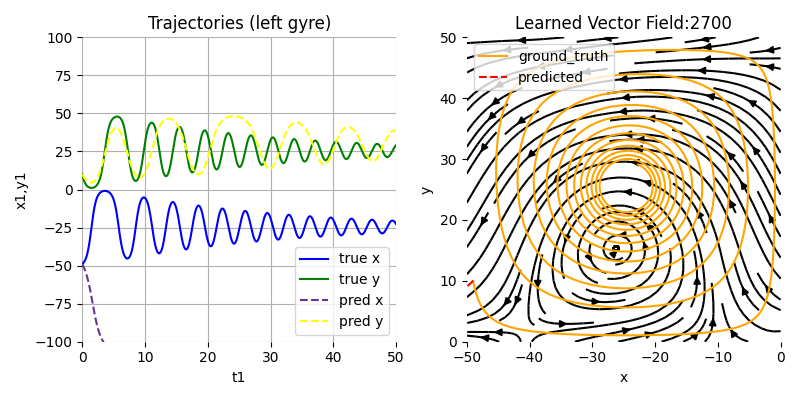 Trajectories (left gyre)
100
75
50
25
0
−25
−50
−75
−100
x1,y1
0
10
20
30
40
50
t1
true x
true y
pred x
pred y
Learned Vector Field:2700
50
40
30
20
10
0
y
−50
−40
−30
−20
−10
0
x
ground_truth
predicted